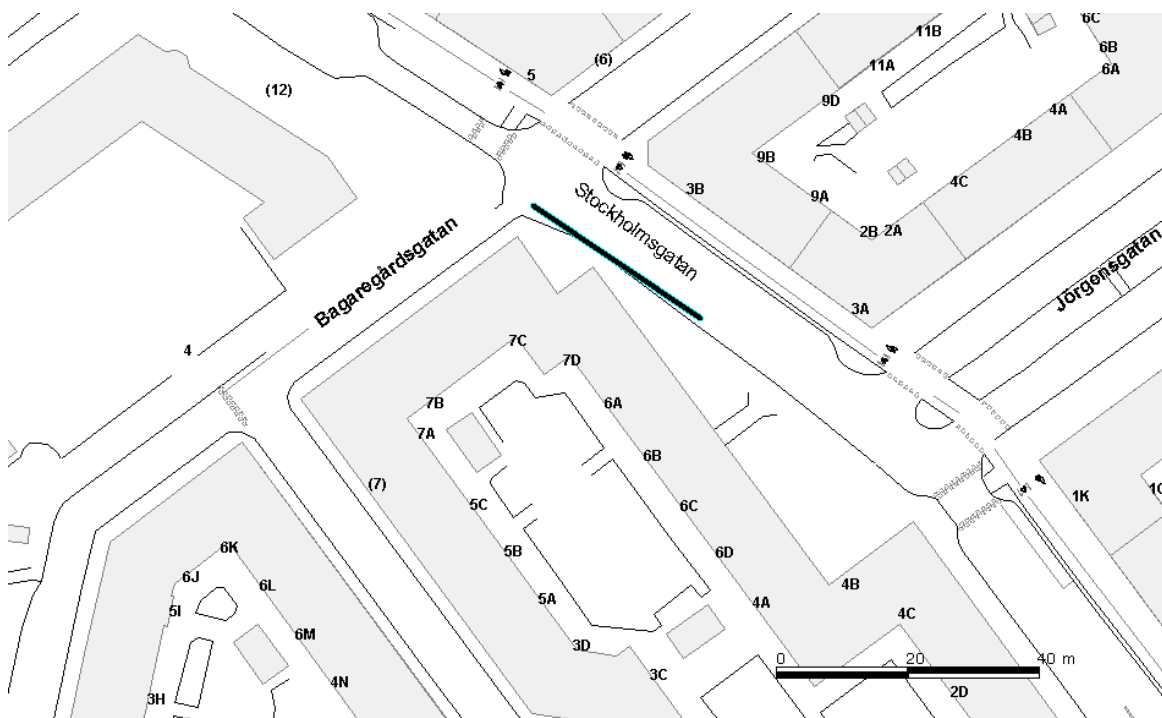 6C
11B
6B
(6)
5
11A
6A
(12)
9D
4A
4B
9B
4C
3B
9A
Stockholmsgatan
2B 2A
Bagaregårdsgatan
Jörgensgatan
3A
7C
4
7D
7B
6A
7A
6B
(7)
1K
1C
5C
6C
6K
5B
6D
6J
6L
4B
5I
5A
4A
4C
6M
3D
0 20 40 m
3C
4N
3H
2D